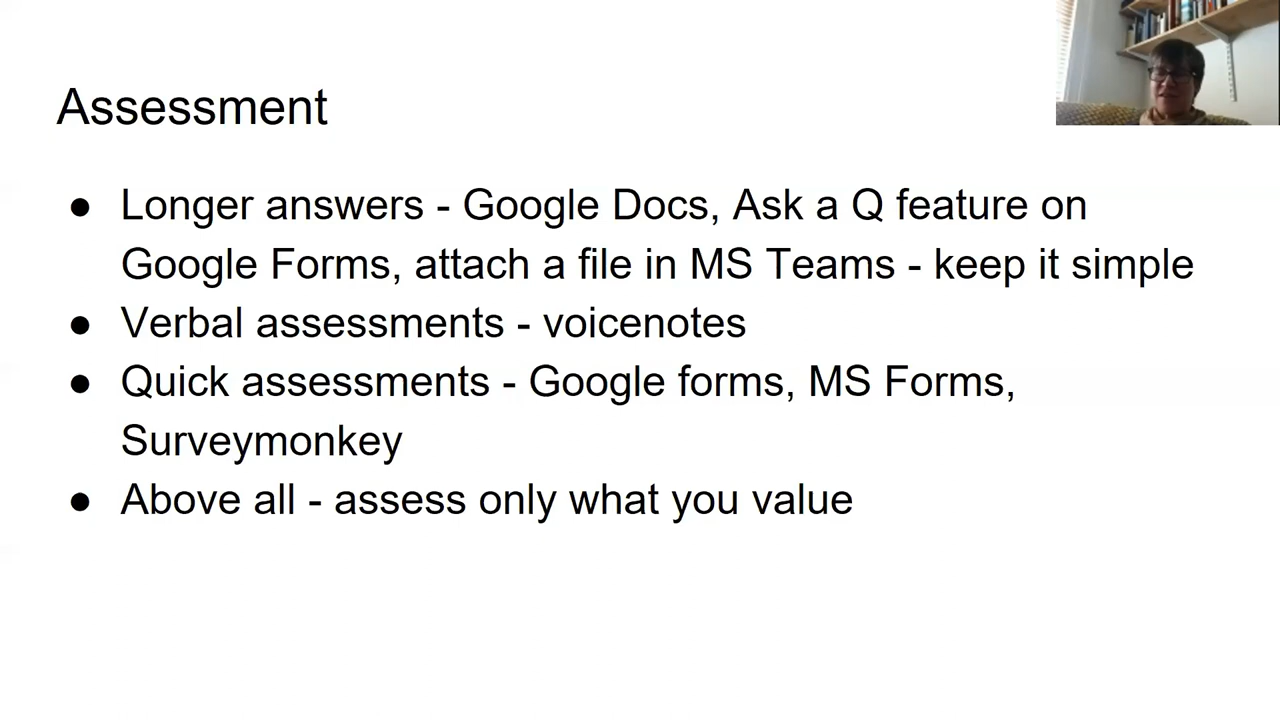 Assessment
● Longer answers - Google Docs, Ask a Q feature on
Google Forms, attach a file in MS Teams - keep it simple
● Verbal assessments - voicenotes
● Quick assessments - Google forms, MS Forms,
Surveymonkey
● Above all - assess only what you value